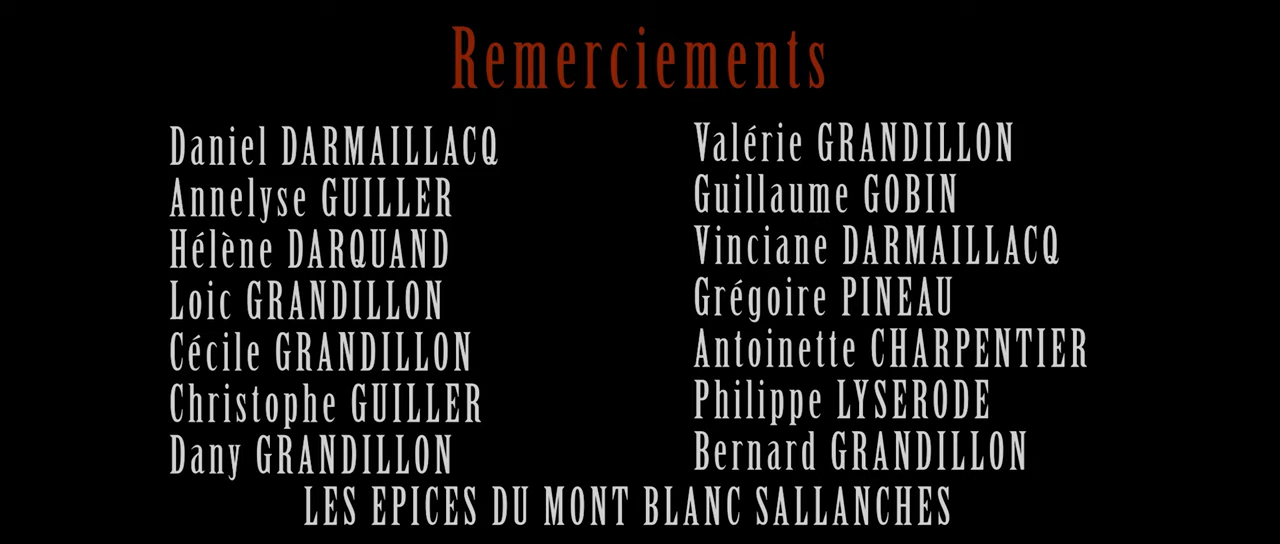 Remerciements
Daniel DARMAILLACQ
Annelyse GUILLER
Hélène DARQUAND
Loic GRANDILLON
Cécile GRANDILLON
Christophe GUILLER
Dany GRANDILLON
Valérie GRANDILLON
Guillaume GOBIN
Vinciane DARMAILLACQ
Grégoire PINEAU
Antoinette CHARPENTIER
Philippe LYSERODE
Bernard GRANDILLON
LES EPICES DU MONT BLANC SALLANCHES